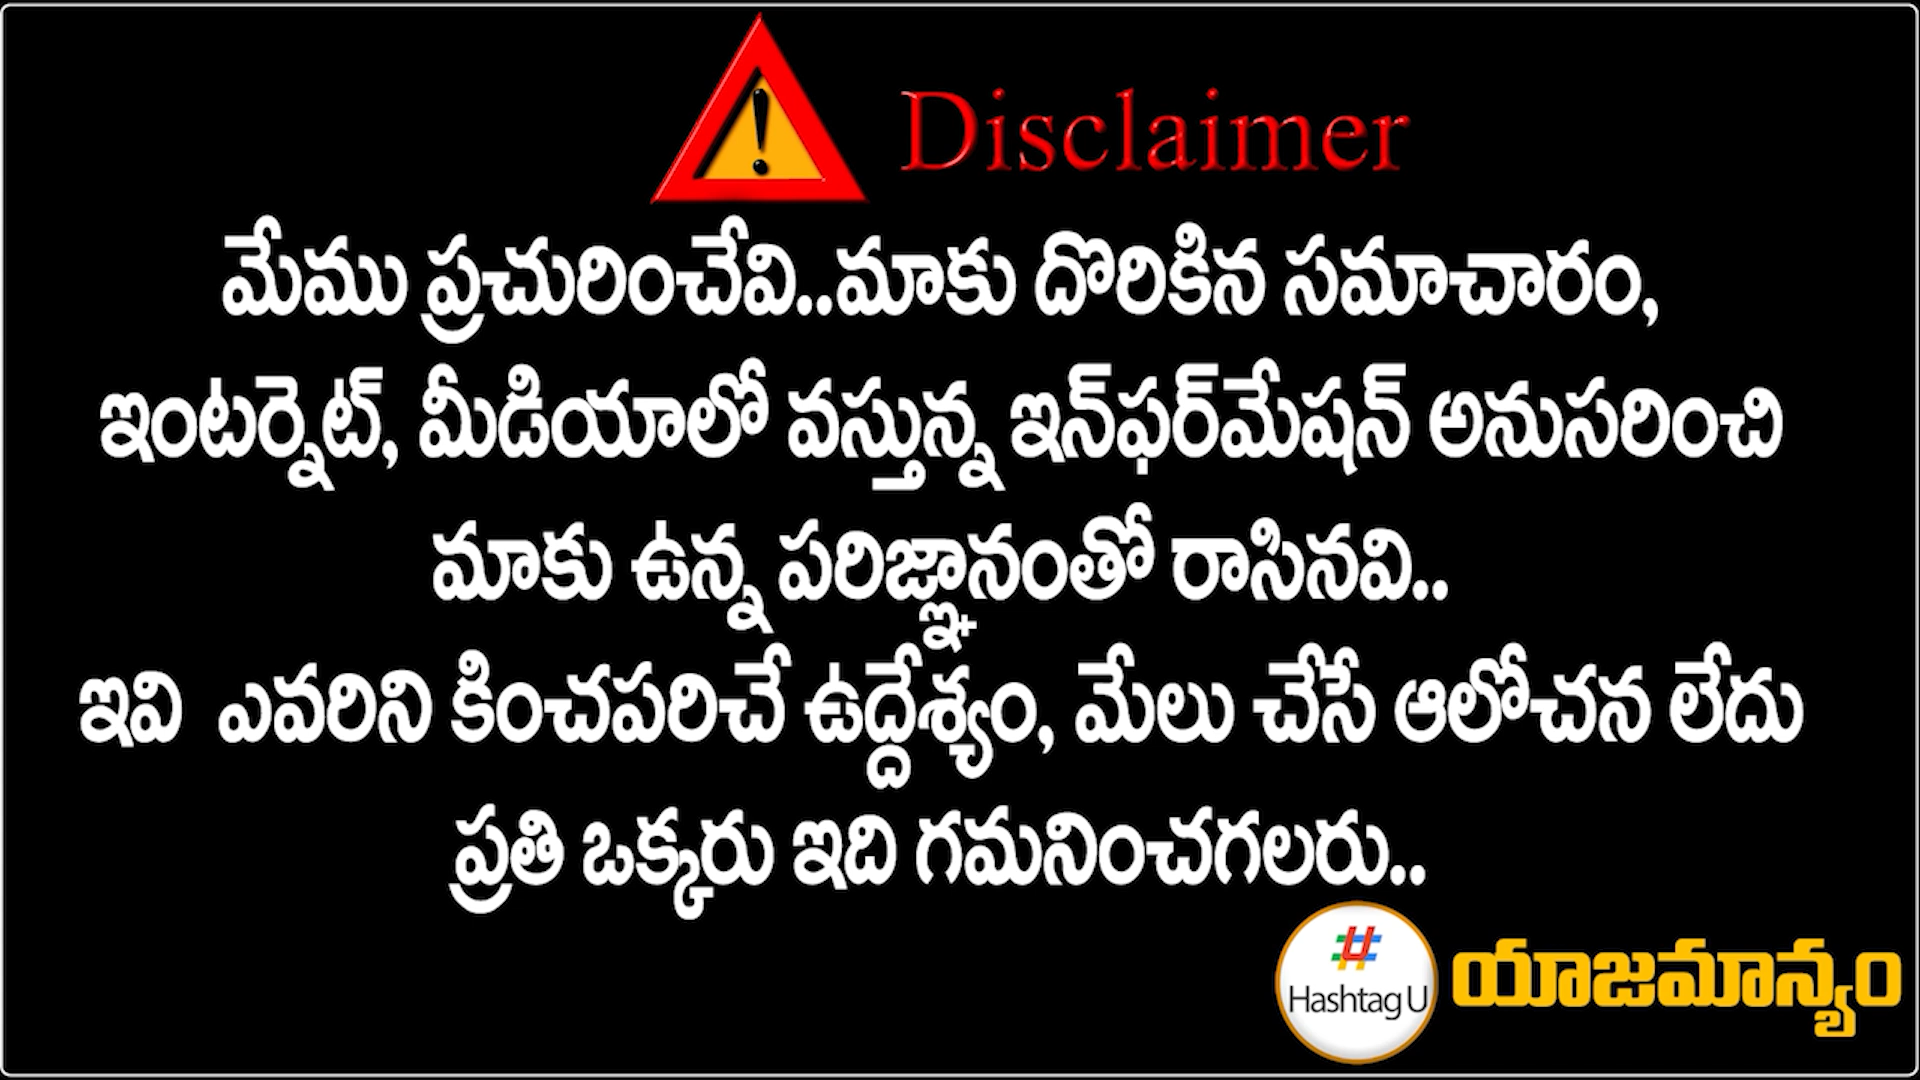 Disclaimer
మేము ప్రచురించేవి..మాకు దొరికిన సమాచారం,
ఇంటర్నెట్, మీడియాలో వస్తున్న ఇన్‌ఫర్‌మేషన్ అనుసరించి
మాకు ఉన్న పరిజ్ఞానంతో రాసినవి..
ఇవి ఎవరిని కించపరిచే ఉద్దేశ్యం, మేలు చేసే ఆలోచన లేదు
ప్రతి ఒక్కరు ఇది గమనించగలరు..
#
Hashtag U
యాజమాన్యం